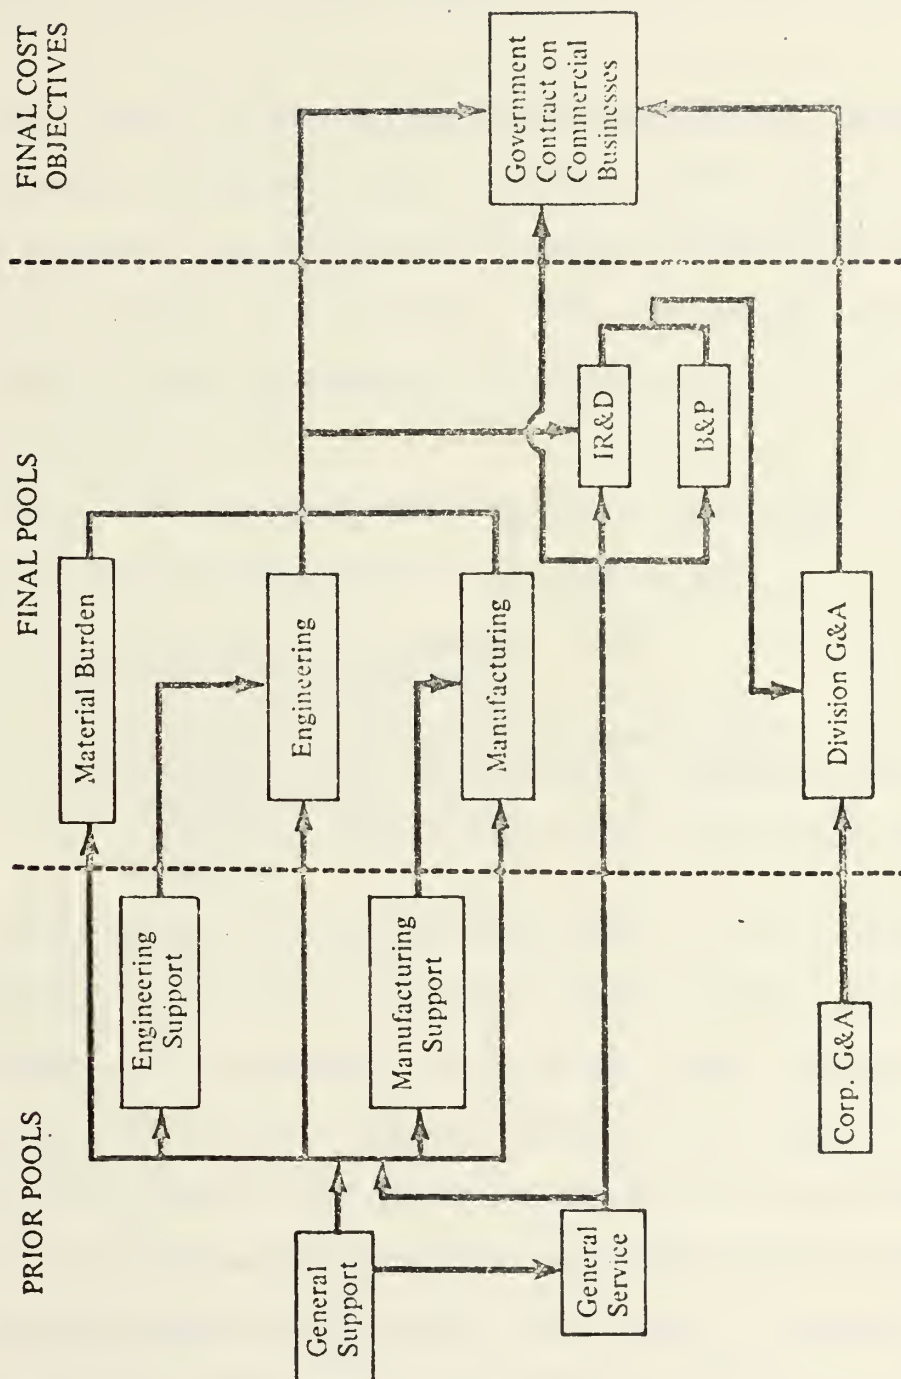 PRIOR POOLS
FINAL POOLS
FINAL COST
OBJECTIVES
General
Support
General
Service
Engineering
Support
Manufacturing
Support
Corp. G&A
Material Burden
Engineering
Manufacturing
IR&D
B&P
Division G&A
Government
Contract on
Commercial
Businesses